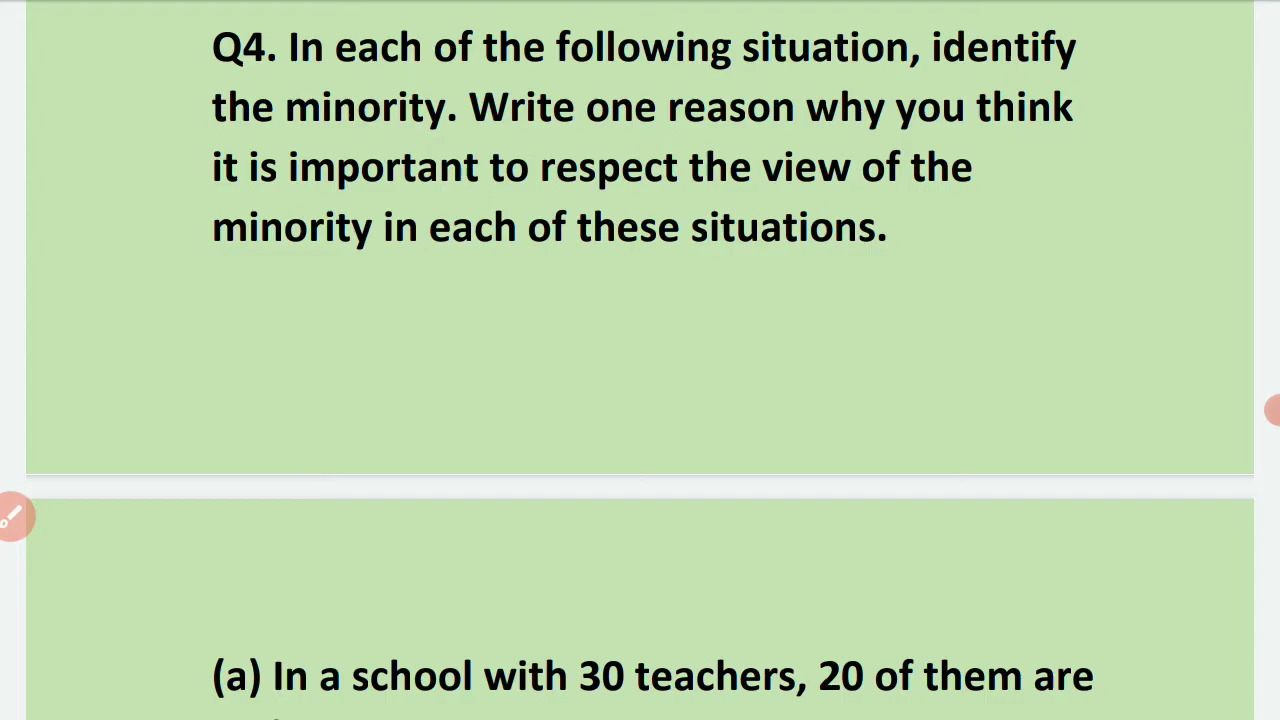 Q4. In each of the following situation, identify
the minority. Write one reason why you think
it is important to respect the view of the
minority in each of these situations.
(a) In a school with 30 teachers, 20 of them are